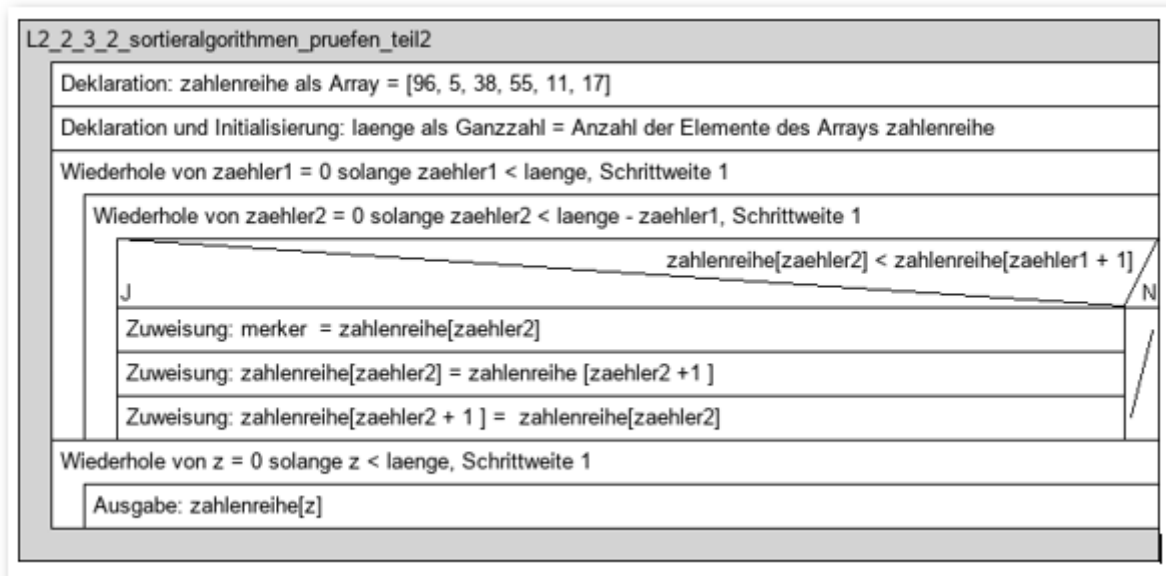 L2_2_3_2_sortieralgorithmen_pruefen_teil2
Deklaration: zahlenreihe als Array = [96, 5, 38, 55, 11, 17]
Deklaration und Initialisierung: laenge als Ganzzahl = Anzahl der Elemente des Arrays zahlenreihe
Wiederhole von zaehler1 = 0 solange zaehler1 < laenge, Schrittweite 1
Wiederhole von zaehler2 = 0 solange zaehler2 < laenge - zaehler1, Schrittweite 1
zahlenreihe[zaehler2] < zahlenreihe[zaehler1 + 1]
J N
Zuweisung: merker = zahlenreihe[zaehler2]
Zuweisung: zahlenreihe[zaehler2] = zahlenreihe [zaehler2 +1 ]
Zuweisung: zahlenreihe[zaehler2 + 1 ] = zahlenreihe[zaehler2]
Wiederhole von z = 0 solange z < laenge, Schrittweite 1
Ausgabe: zahlenreihe[z]